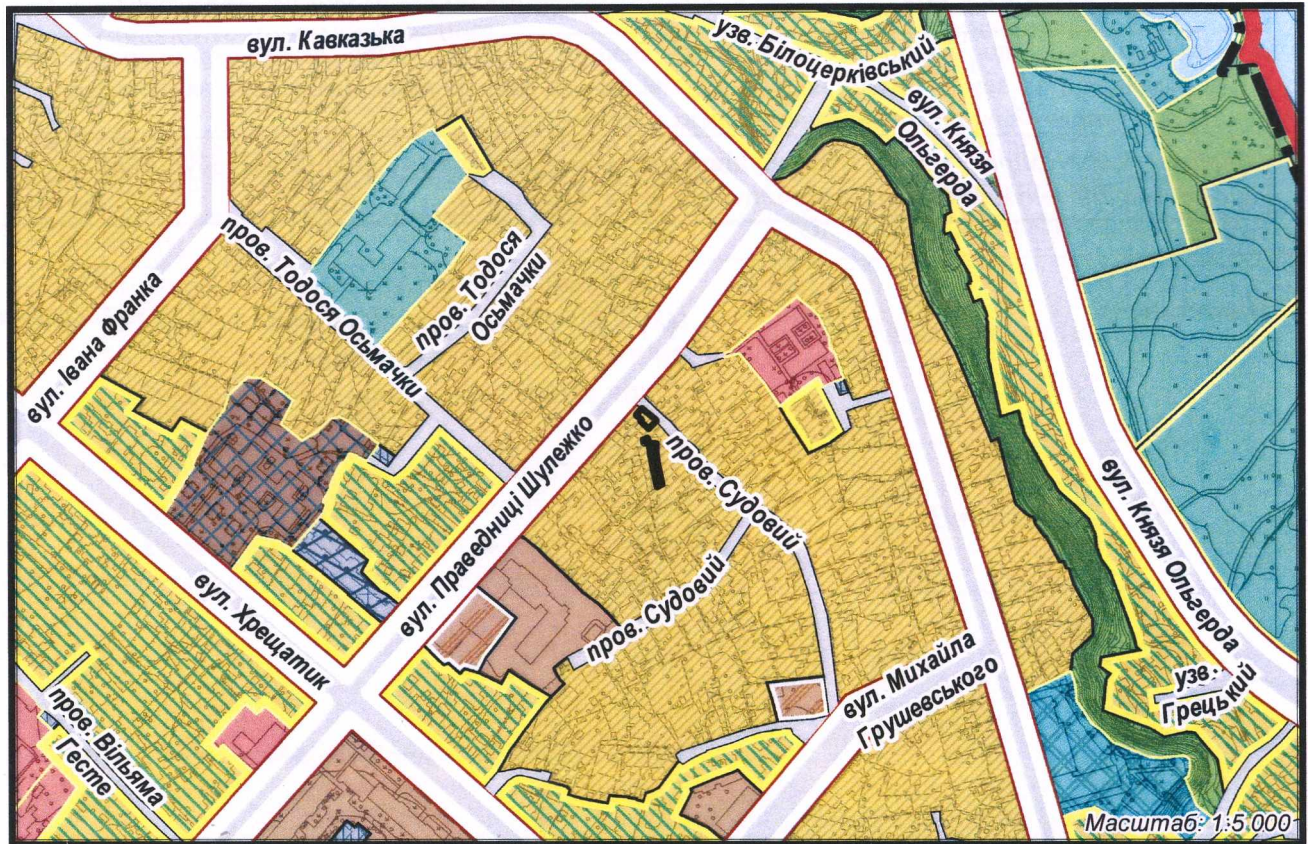 вул. Кавказька
узв. Білоцерківський
вул. Князя
Ольгерда
пров. Тодося Осьмачки
пров. Тодося
Осьмачки
вул. Івана Франка
вул. Праведниці Шулежко
пров. Судовий
пров. Судовий
вул. Князя Ольгерда
вул. Хрещатик
вул. Михайла
Грушевського
узв.
Грецький
пров. Вільяма
Гесте
Масштаб: 1:5 000